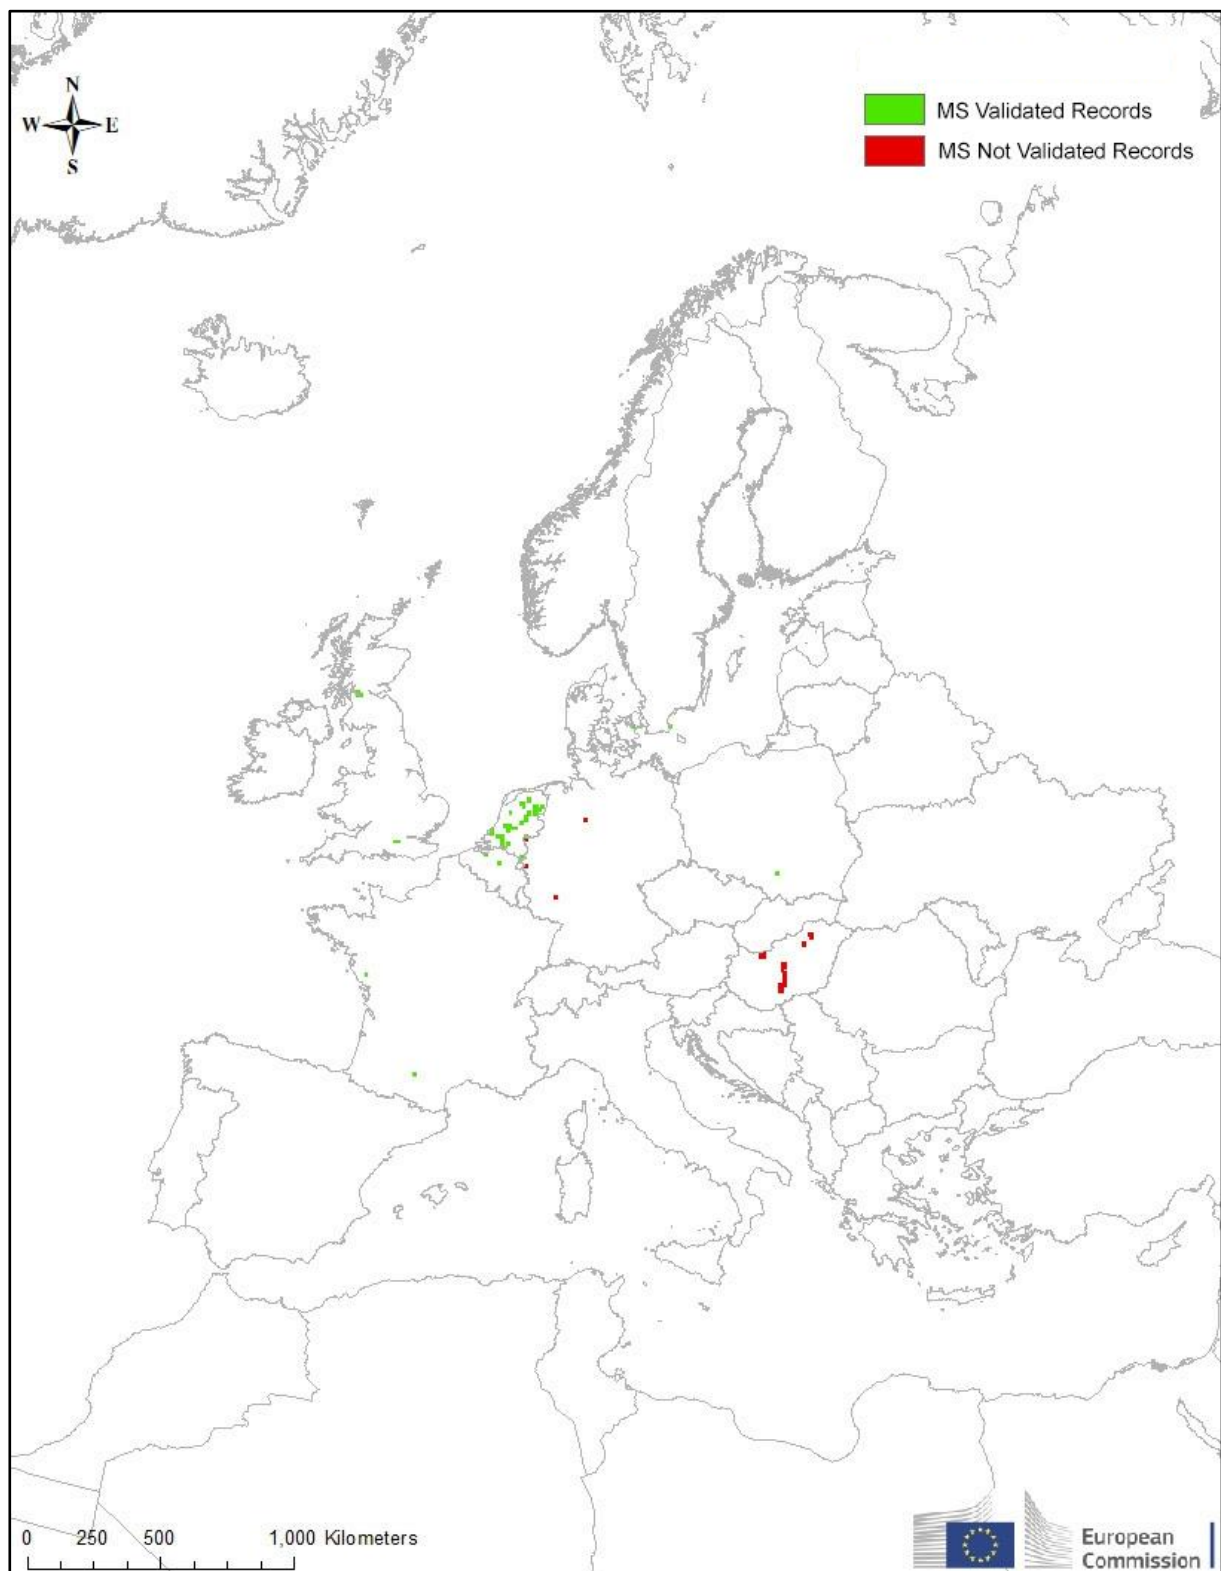 N
W E
S
MS Validated Records
MS Not Validated Records
0 250 500 1,000 Kilometers
European
Commission